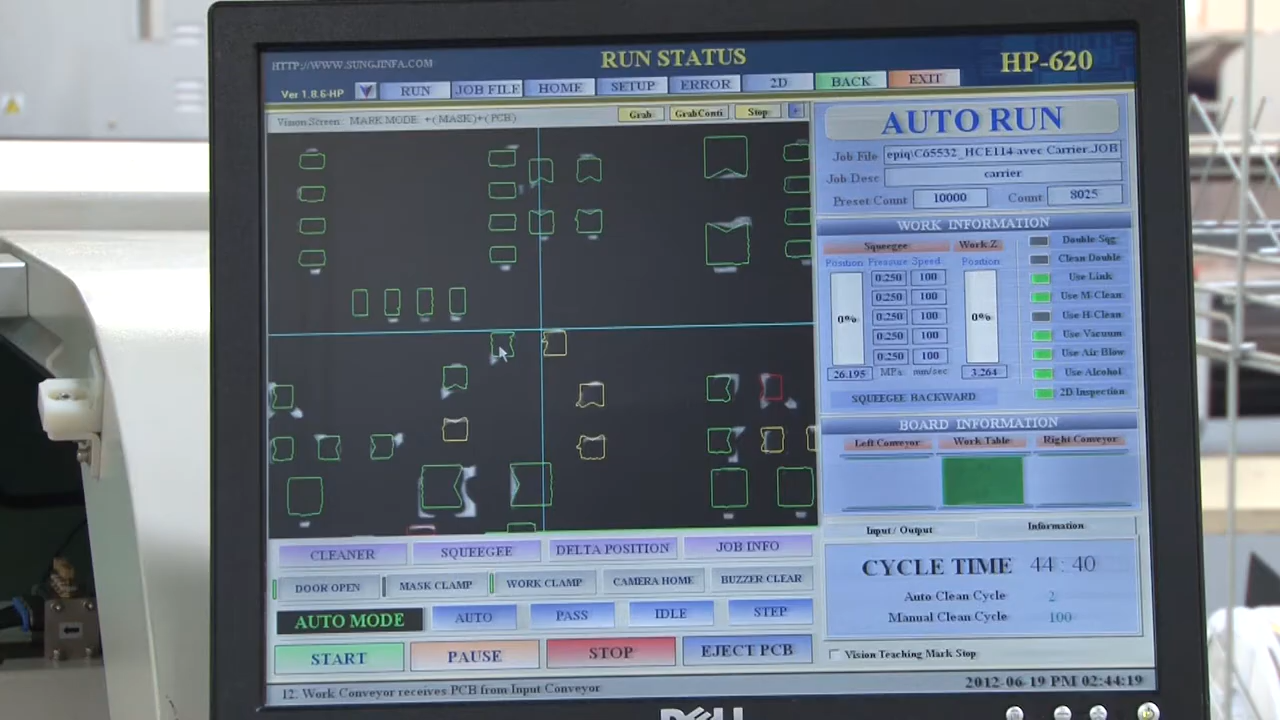 HTTP://WWW.SUNGJINFA.COM
RUN STATUS
HP-620
Ver 1.8.6-HP
RUN JOB FILE HOME SETUP ERROR 2D BACK EXIT
Vision Screen: MARK MODE: +(MASK)+(PCB)
Grab GrabConti Stop
AUTO RUN
Job File epiq\C65532_HCE114 avec Carrier.JOB
Job Desc carrier
Preset Count 10000 Count 8025
WORK INFORMATION
Squeegee Work Z
Position Pressure Speed Position
0.250 100
0.250 100
0.250 100
0.250 100
0.250 100
0% 0%
26.195 MPa mm/sec 3.264
SQUEEGEE BACKWARD
Double Sqg
Clean Double
Use Link
Use M/Clean
Use H/Clean
Use Vacuum
Use Air Blow
Use Alcohol
2D Inspection
BOARD INFORMATION
Left Conveyor Work Table Right Conveyor
Input / Output Information
CYCLE TIME 44 : 40
Auto Clean Cycle 2
Manual Clean Cycle 100
Vision Teaching Mark Stop
CLEANER SQUEEGEE DELTA POSITION JOB INFO
DOOR OPEN MASK CLAMP WORK CLAMP CAMERA HOME BUZZER CLEAR
AUTO MODE AUTO PASS IDLE STEP
START PAUSE STOP EJECT PCB
12. Work Conveyor receives PCB from Input Conveyor
2012-06-19 PM 02:44:19
DELL